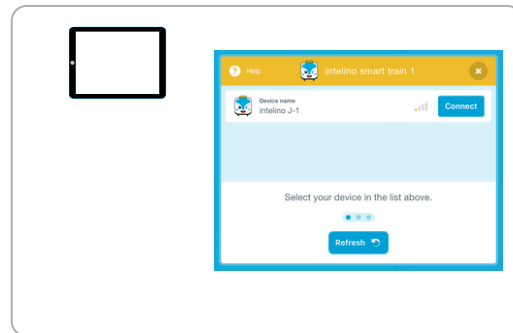 Help
intelino smart train 1
Device name
intelino J-1
Connect
Select your device in the list above.
Refresh